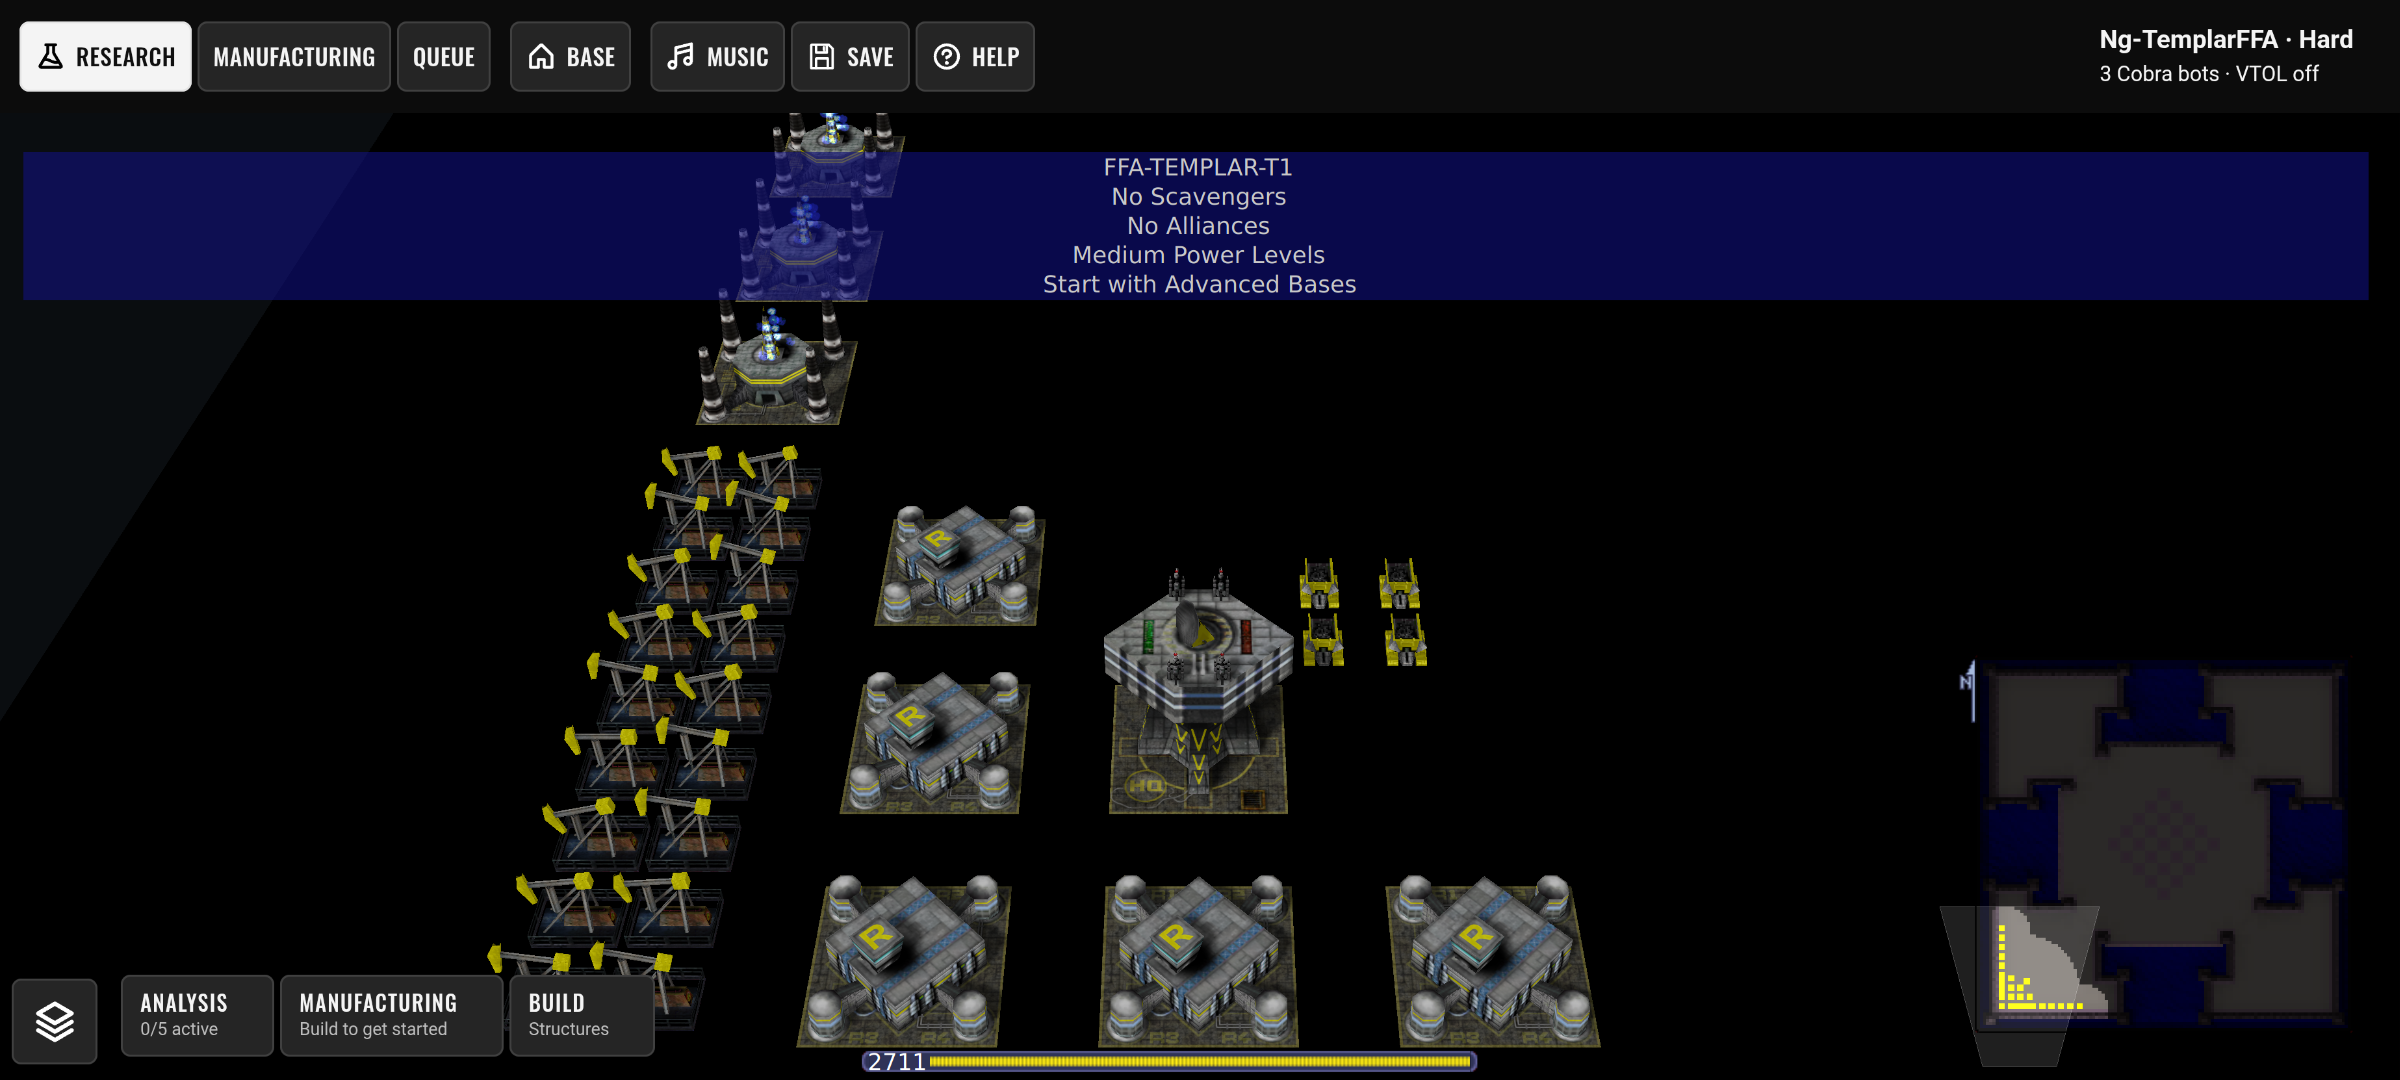 RESEARCH
MANUFACTURING
QUEUE
BASE
MUSIC
SAVE
HELP
Ng-TemplarFFA · Hard
3 Cobra bots · VTOL off
FFA-TEMPLAR-T1
No Scavengers
No Alliances
Medium Power Levels
Start with Advanced Bases
R
R
HQ
N
R
R
R
ANALYSIS
0/5 active
MANUFACTURING
Build to get started
BUILD
Structures
2711